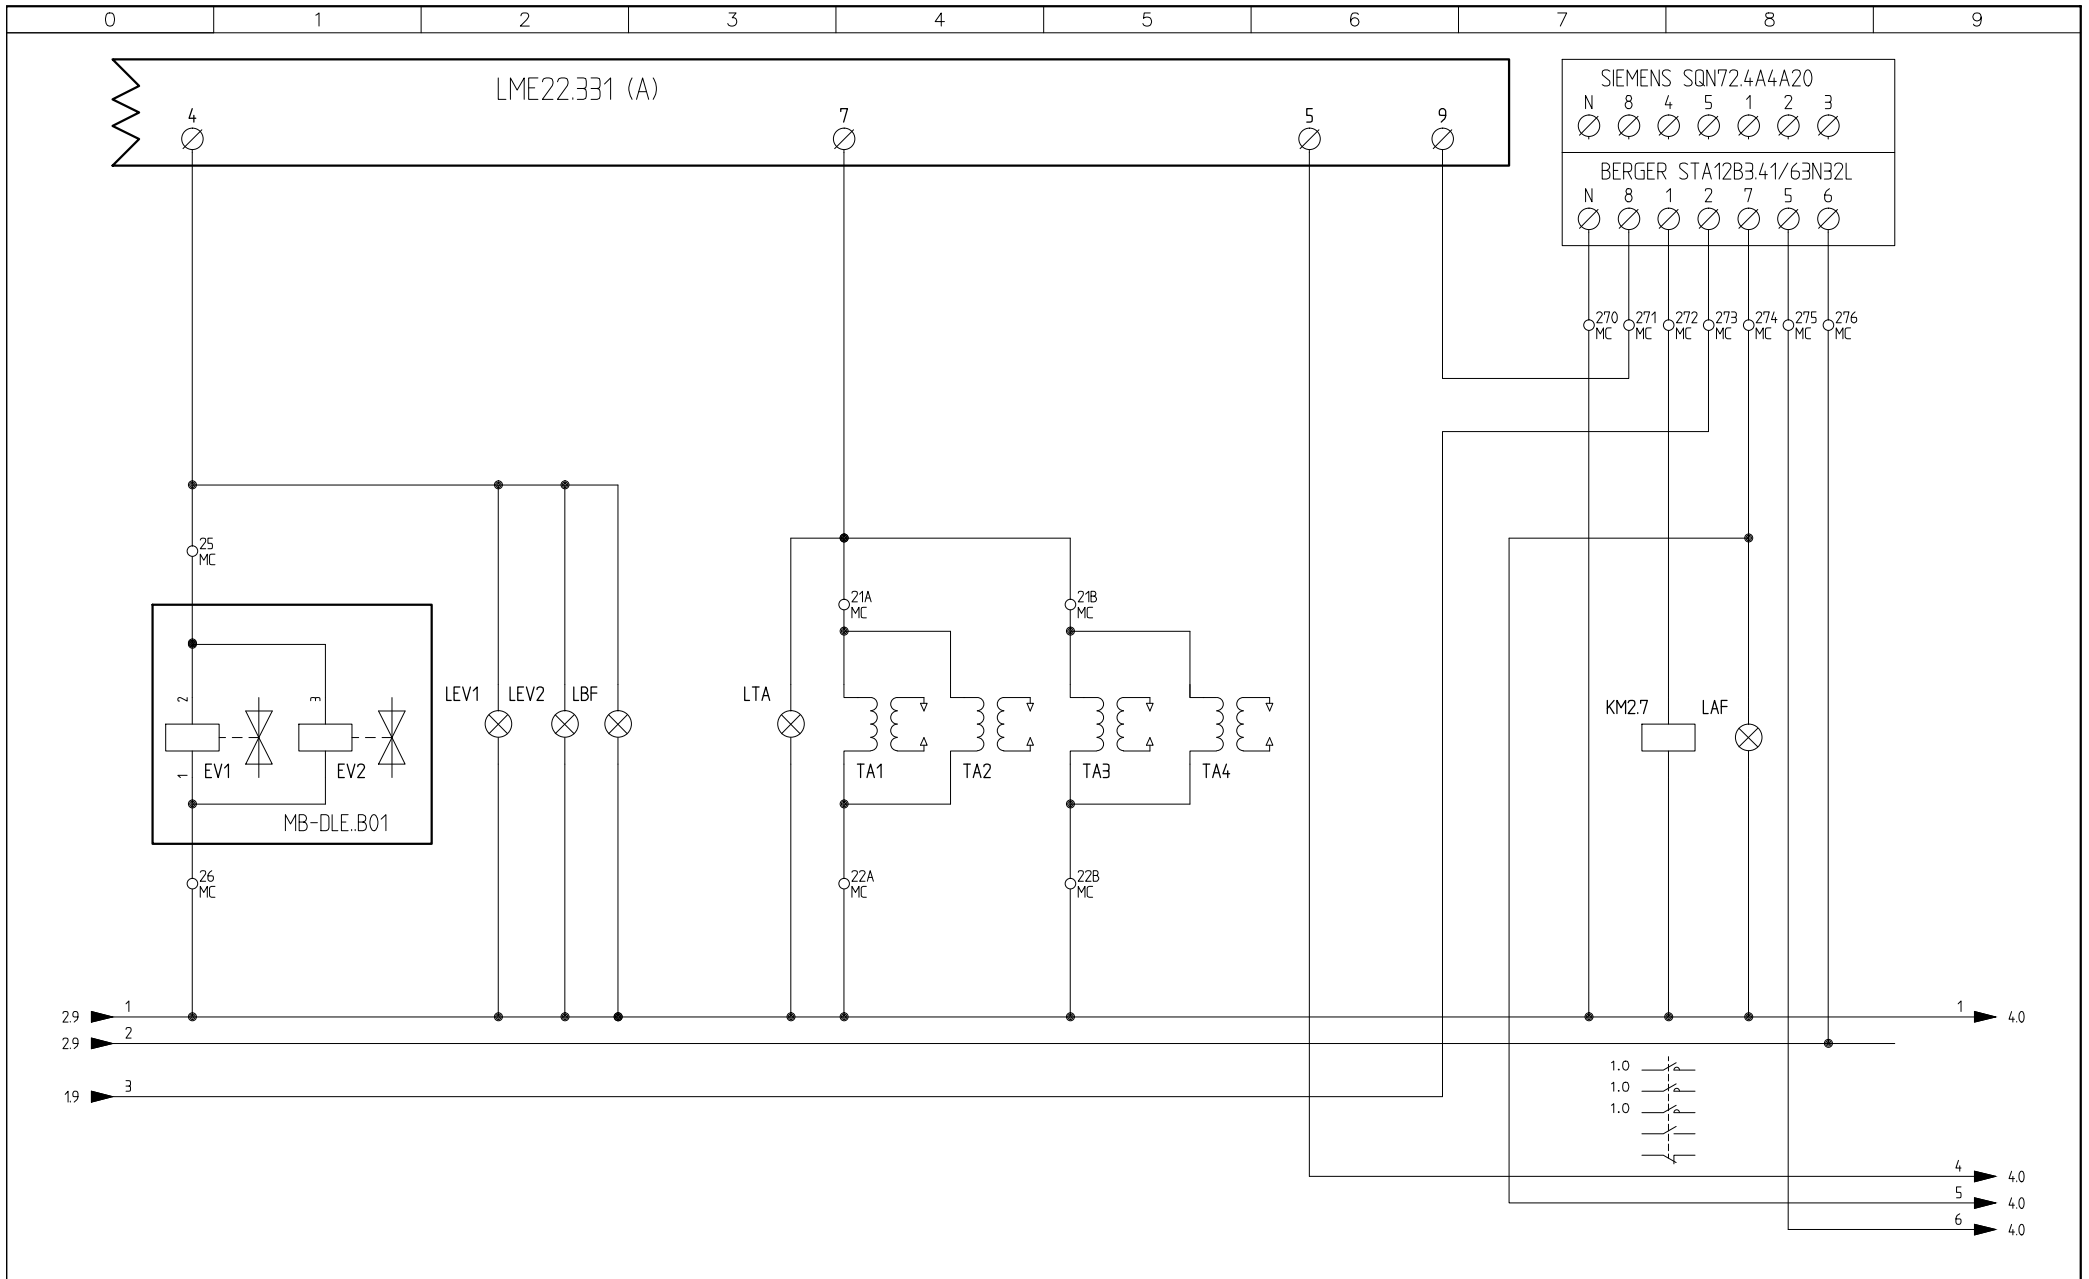 0 1 2 3 4 5 6 7 8 9
LME22.331 (A)
4 7 5 9
SIEMENS SQN72.4A4A20
N 8 4 5 1 2 3
BERGER STA12B3.41/63N32L
N 8 1 2 7 5 6
270 271 272 273 274 275 276
MC MC MC MC MC MC MC
25
MC
21A 21B
MC MC
2 3
LEV1 LEV2 LBF LTA
KM2.7 LAF
1 EV1 EV2 TA1 TA2 TA3 TA4
MB-DLE..B01
26 22A 22B
MC MC MC
2.9 1 1 4.0
2.9 2
1.0
1.9 3 1.0
1.0
4 4.0
5 4.0
6 4.0